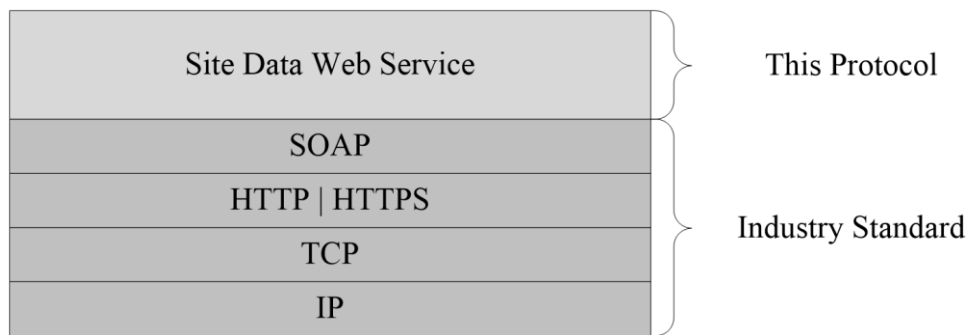 Site Data Web Service
This Protocol
SOAP
HTTP | HTTPS
TCP
IP
Industry Standard